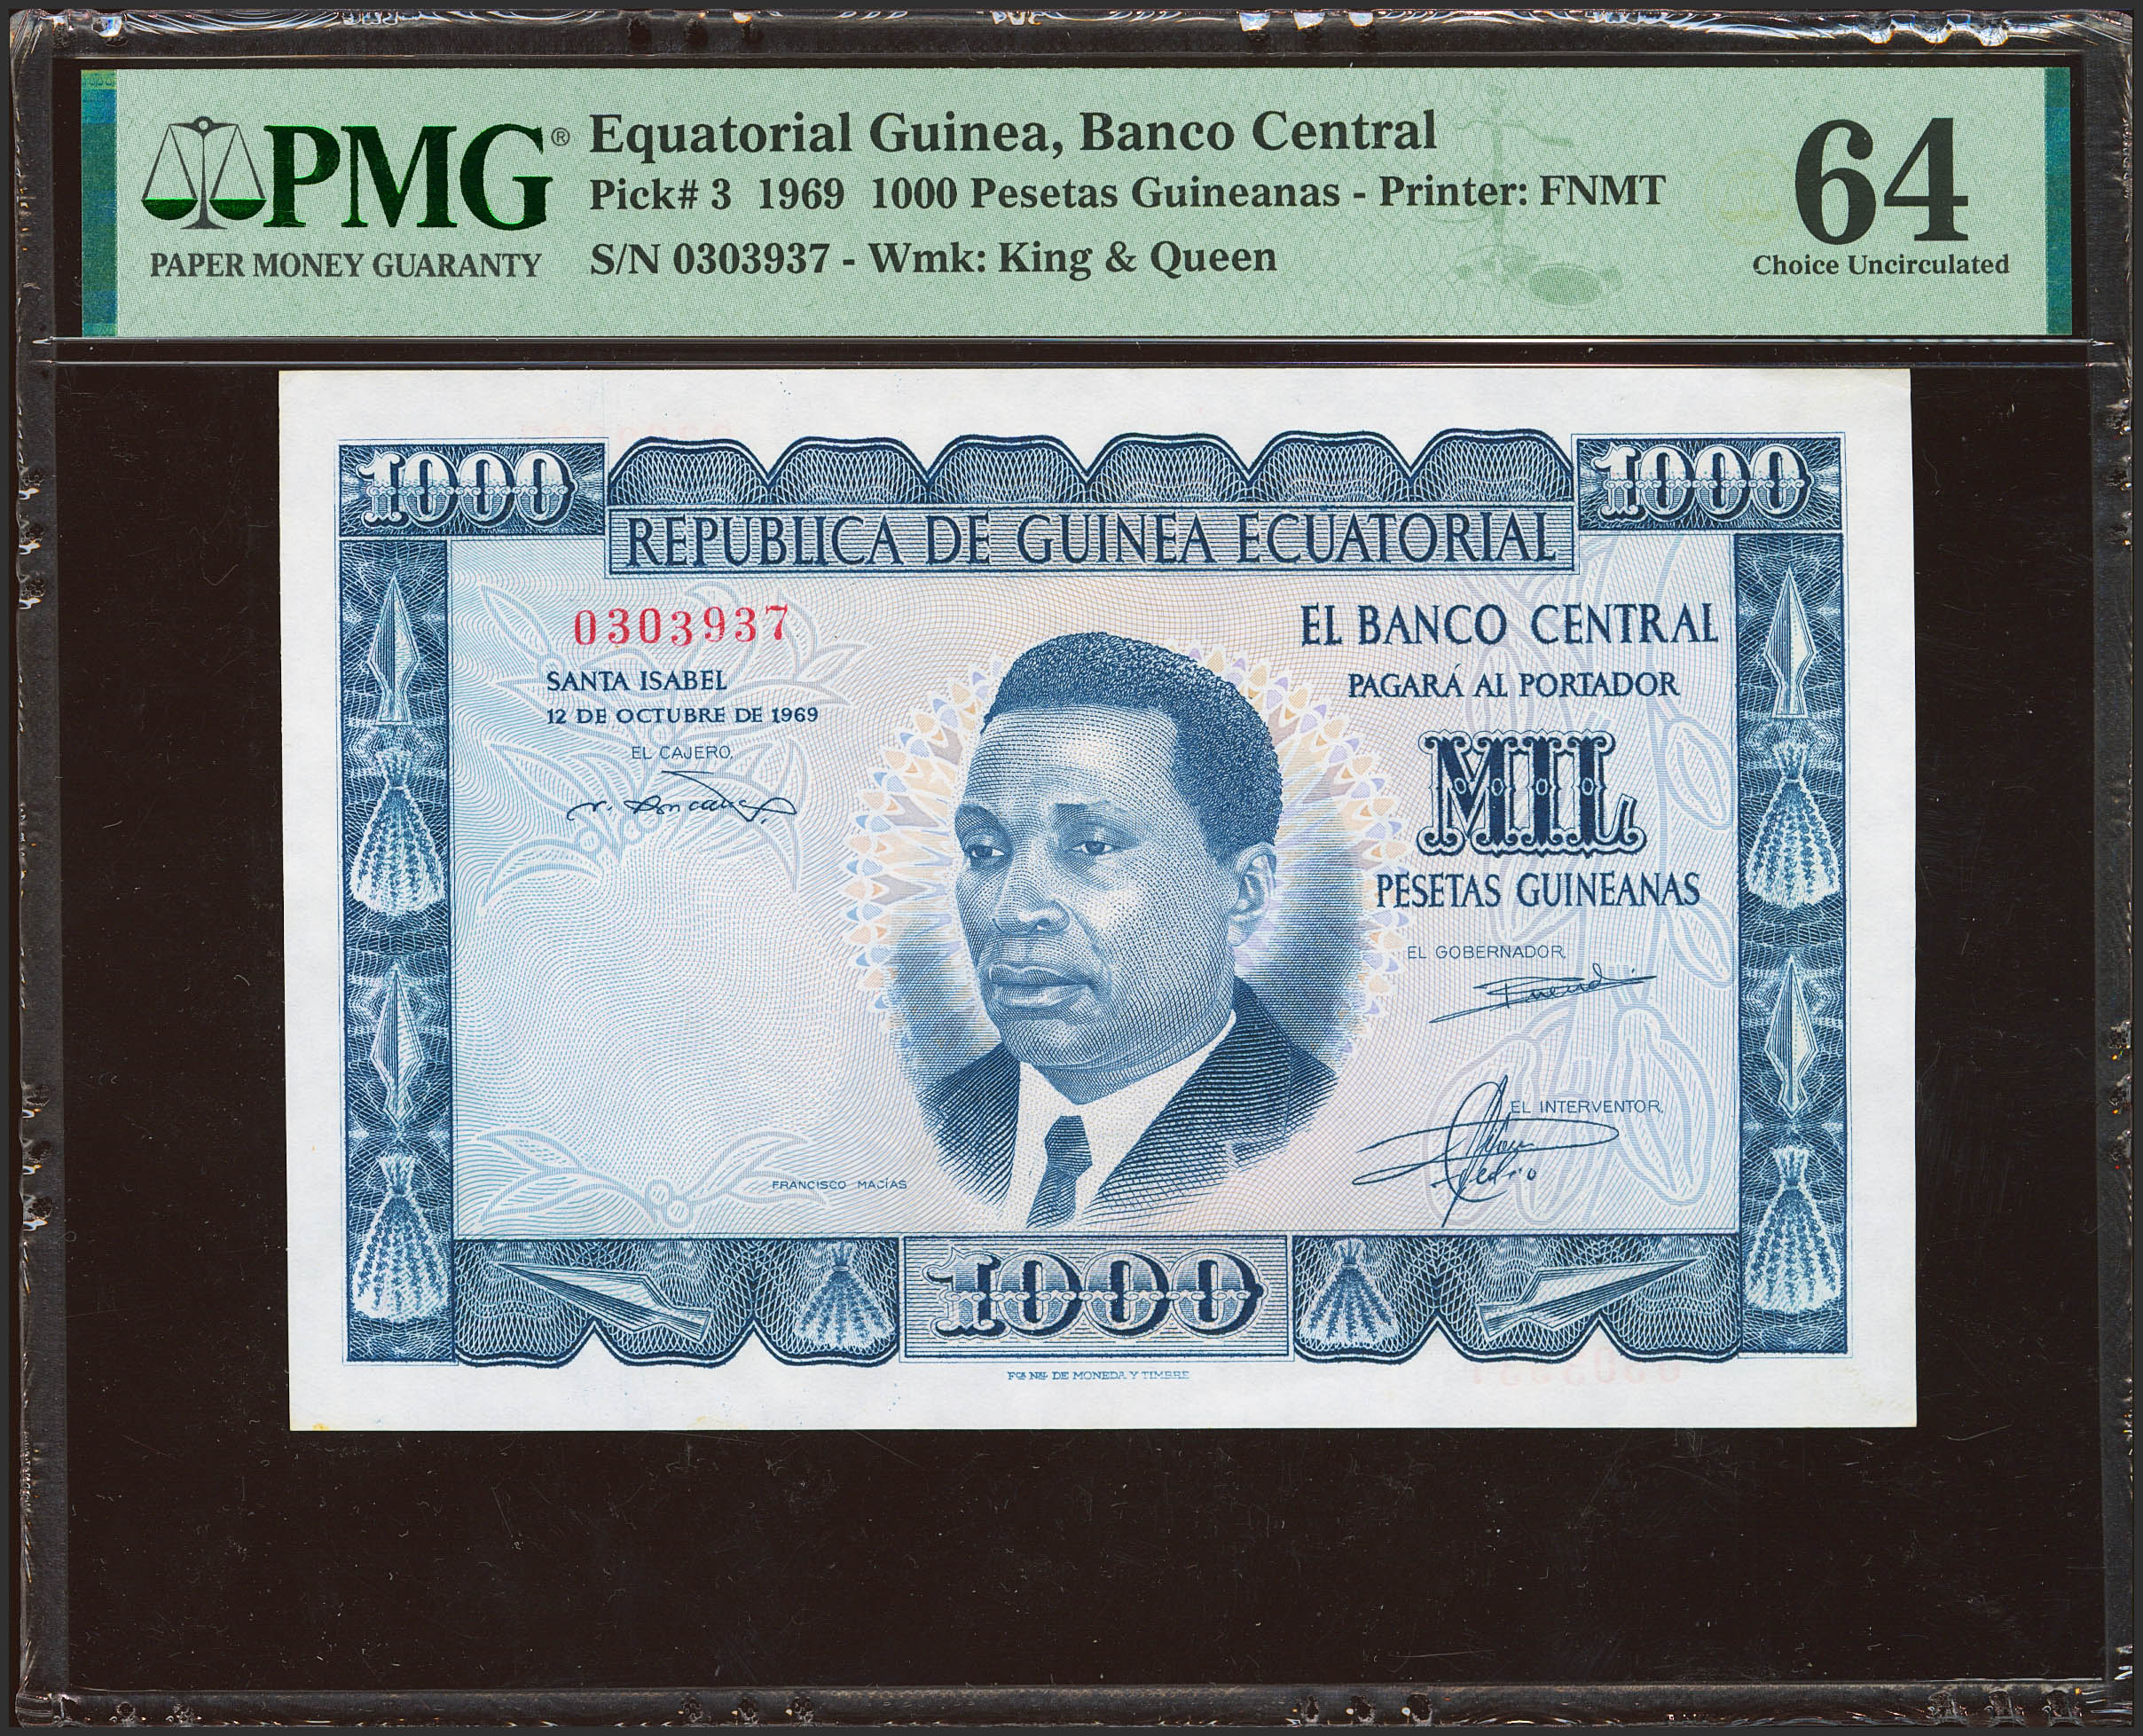 PMG®
PAPER MONEY GUARANTY
Equatorial Guinea, Banco Central
Pick# 3 1969 1000 Pesetas Guineanas - Printer: FNMT
S/N 0303937 - Wmk: King & Queen
64
Choice Uncirculated
1000
1000
REPUBLICA DE GUINEA ECUATORIAL
0303937
SANTA ISABEL
12 DE OCTUBRE DE 1969
EL CAJERO,
EL BANCO CENTRAL
PAGARÁ AL PORTADOR
MIL
PESETAS GUINEANAS
EL GOBERNADOR,
EL INTERVENTOR,
FRANCISCO MACÍAS
1000
DE MONEDA Y TIMBRE